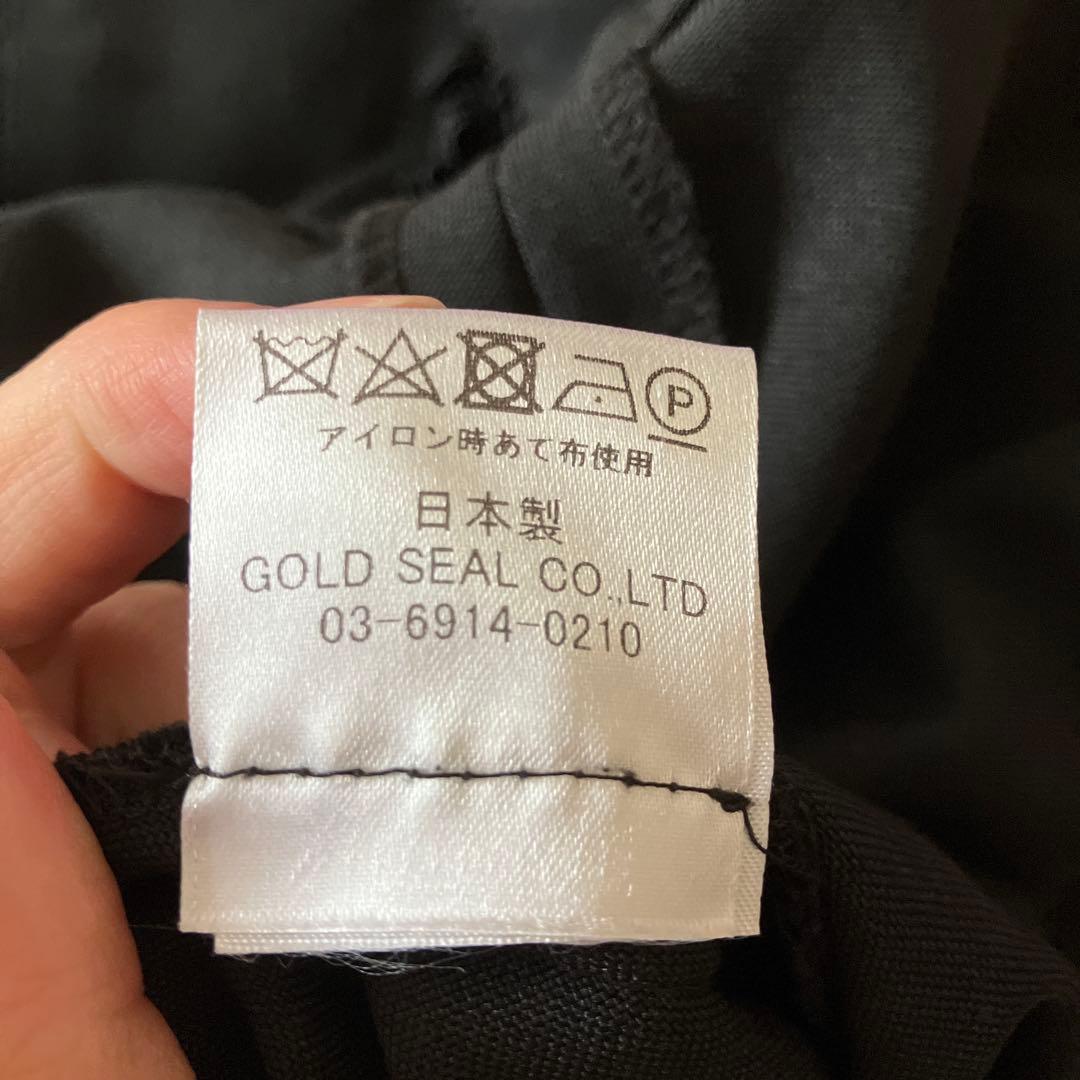 P
アイロン時あて布使用
日本製
GOLD SEAL CO.,LTD
03-6914-0210